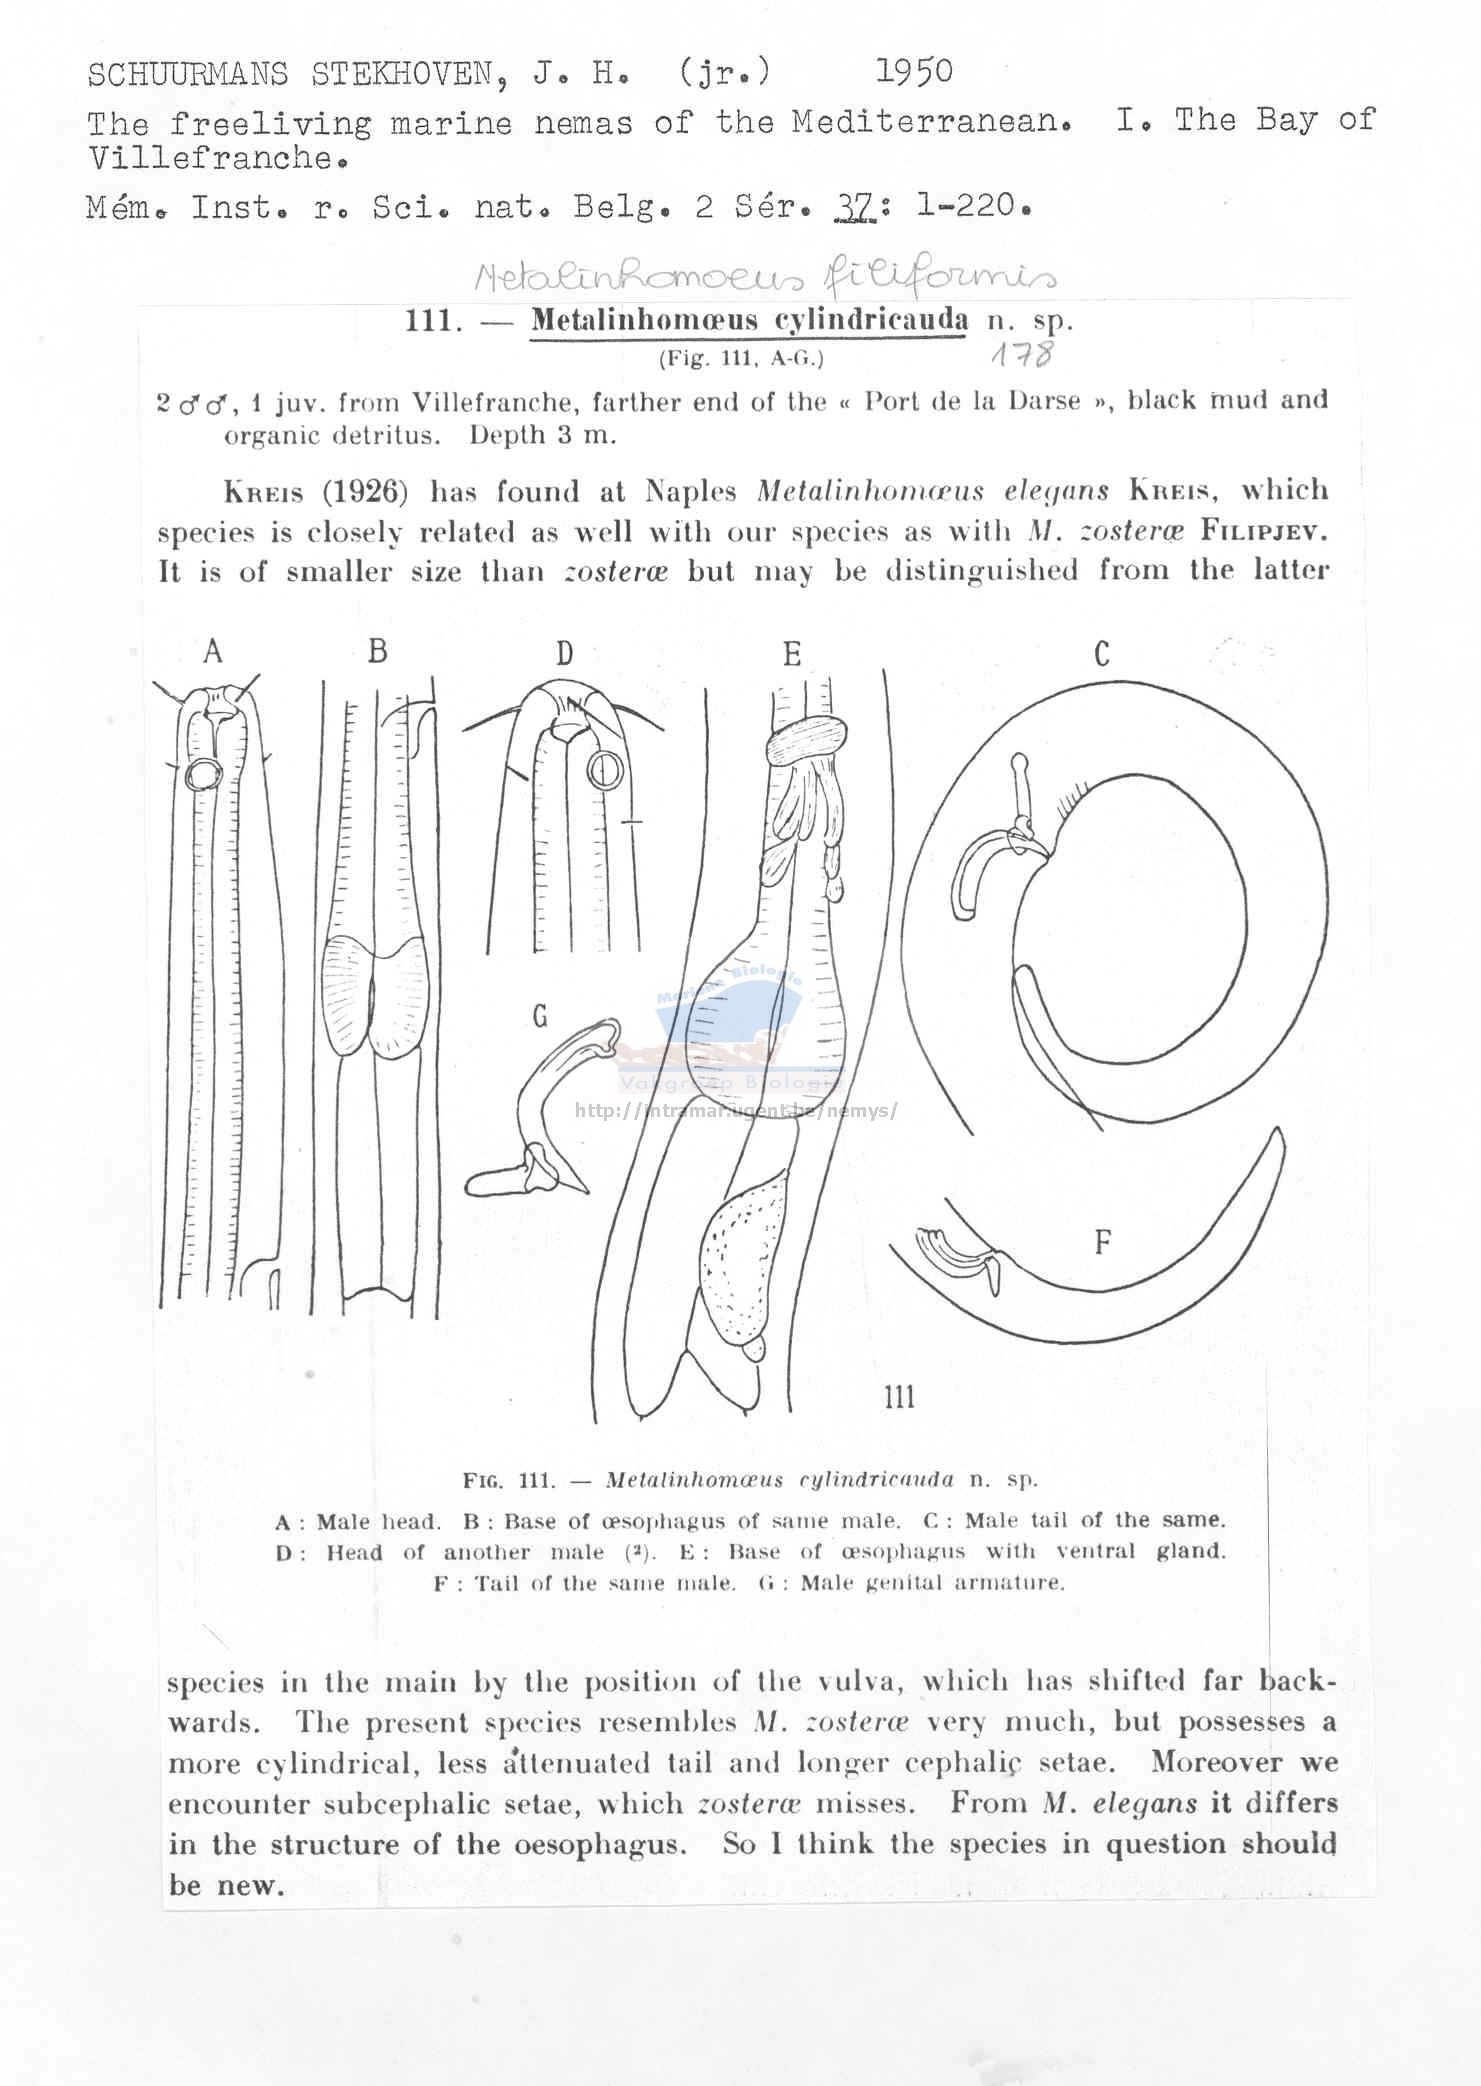 SCHUURMANS STEKHOVEN, J. H. (jr.) 1950
The freeliving marine nemas of the Mediterranean. I. The Bay of
Villefranche.
Mém. Inst. r. Sci. nat. Belg. 2 Sér. 37: 1-220.
Metalinhomoeus filiformis
111. — Metalinhomœus cylindricauda n. sp.
(Fig. 111, A-G.)
178
2 ♂♂, 1 juv. from Villefranche, farther end of the « Port de la Darse », black mud and
organic detritus. Depth 3 m.
KREIS (1926) has found at Naples Metalinhomœus elegans KREIS, which
species is closely related as well with our species as with M. zosteræ FILIPJEV.
It is of smaller size than zosteræ but may be distinguished from the latter
A B D E C
G
Mariene Biologie
Vakgroep Biologie
http://intramar.ugent.be/nemys/
F
111
FIG. 111. — Metalinhomœus cylindricauda n. sp.
A : Male head. B : Base of œsophagus of same male. C : Male tail of the same.
D : Head of another male (²). E : Base of œsophagus with ventral gland.
F : Tail of the same male. G : Male genital armature.
species in the main by the position of the vulva, which has shifted far back-
wards. The present species resembles M. zosteræ very much, but possesses a
more cylindrical, less attenuated tail and longer cephalic setae. Moreover we
encounter subcephalic setae, which zosteræ misses. From M. elegans it differs
in the structure of the oesophagus. So I think the species in question should
be new.